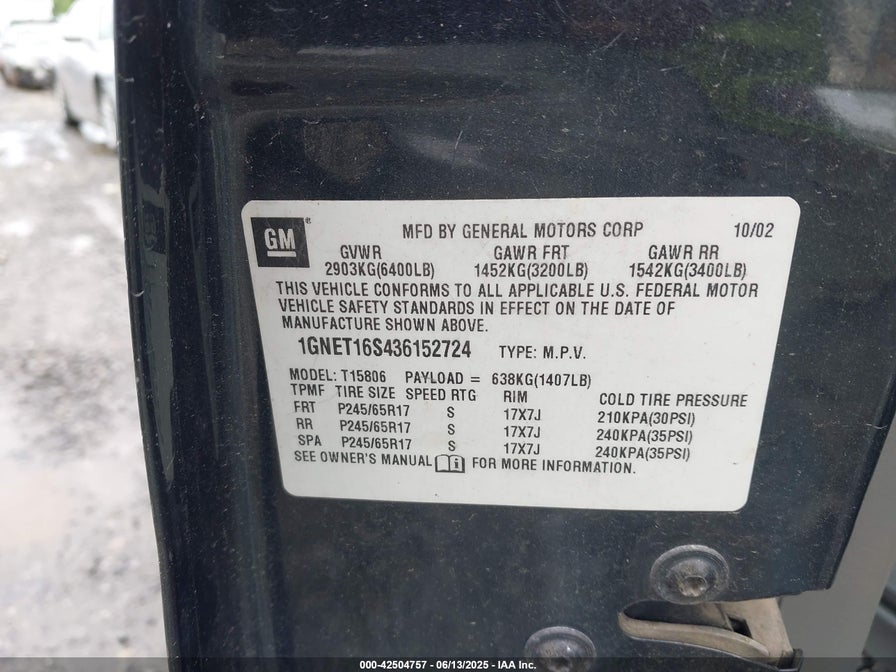 GM ® MFD BY GENERAL MOTORS CORP 10/02
GVWR GAWR FRT GAWR RR
2903KG(6400LB) 1452KG(3200LB) 1542KG(3400LB)
THIS VEHICLE CONFORMS TO ALL APPLICABLE U.S. FEDERAL MOTOR
VEHICLE SAFETY STANDARDS IN EFFECT ON THE DATE OF
MANUFACTURE SHOWN ABOVE.
1GNET16S436152724 TYPE: M.P.V.
MODEL: T15806 PAYLOAD = 638KG(1407LB)
TPMF TIRE SIZE SPEED RTG RIM COLD TIRE PRESSURE
FRT P245/65R17 S 17X7J 210KPA(30PSI)
RR P245/65R17 S 17X7J 240KPA(35PSI)
SPA P245/65R17 S 17X7J 240KPA(35PSI)
SEE OWNER'S MANUAL i FOR MORE INFORMATION.
000-42504757 - 06/13/2025 - IAA Inc.